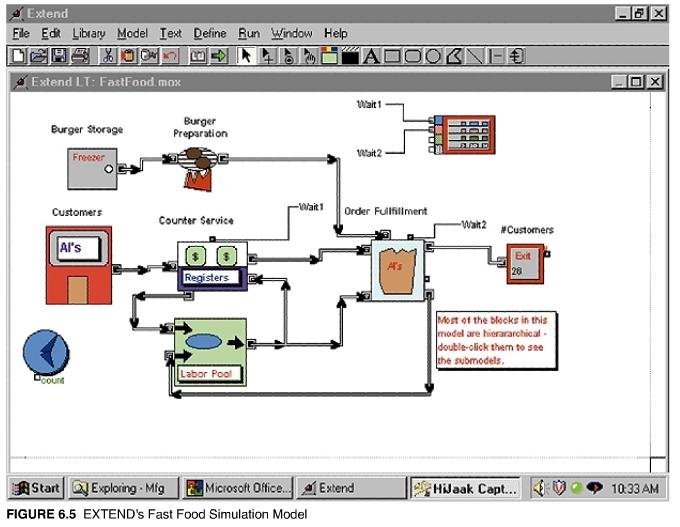 Extend
File Edit Library Model Text Define Run Window Help
Extend LT: FastFood.mox
Wait1
Wait2
Burger Storage
Burger
Preparation
Freezer
Customers
Al's
Counter Service
Wait1
$ $
Registers
Order Fullfillment
Wait2
Al's
#Customers
Exit
26
Labor Pool
count
Most of the blocks in this
model are hierarchical -
double-click them to see
the submodels.
Start
Exploring - Mfg
Microsoft Office...
Extend
HiJaak Capt...
10:33 AM
FIGURE 6.5 EXTEND's Fast Food Simulation Model